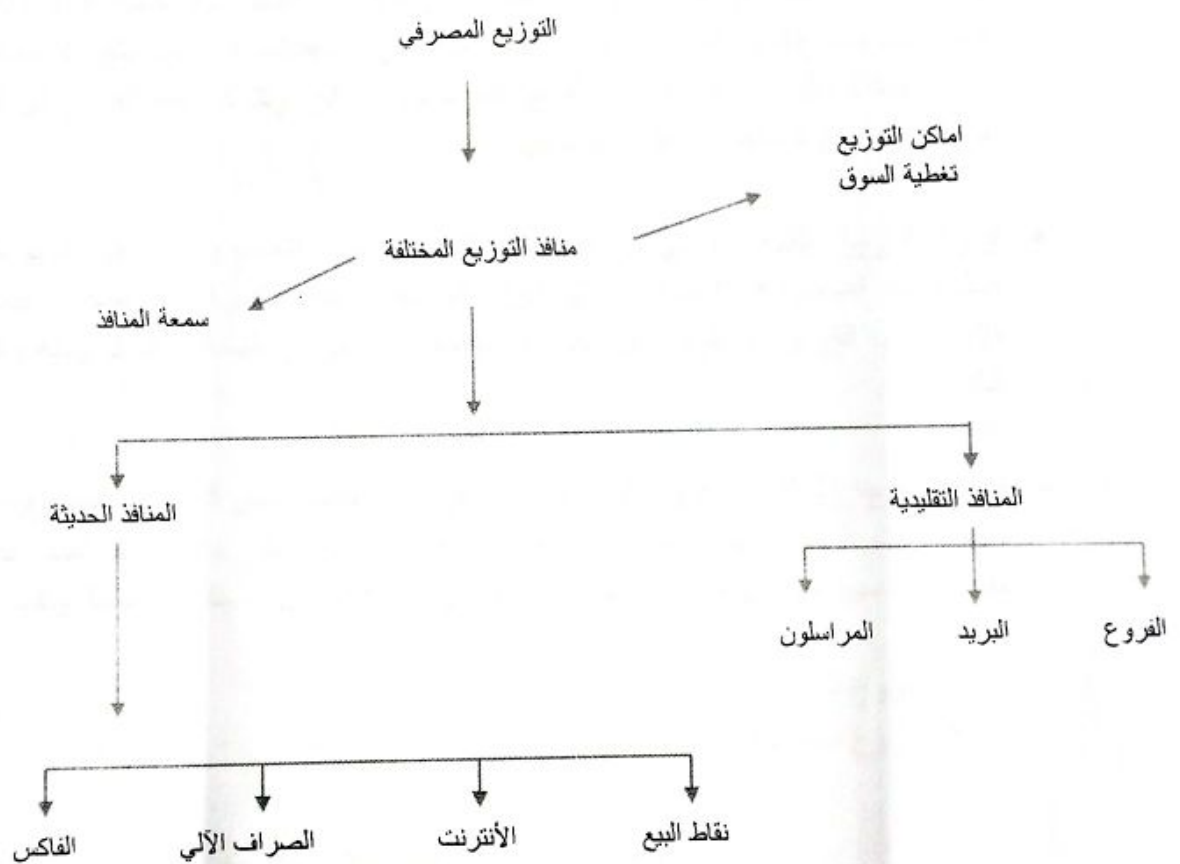 التوزيع المصرفي
اماكن التوزيع
تغطية السوق
منافذ التوزيع المختلفة
سمعة المنافذ
المنافذ التقليدية
المنافذ الحديثة
الفروع
البريد
المراسلون
نقاط البيع
الأنترنت
الصراف الآلي
الفاكس